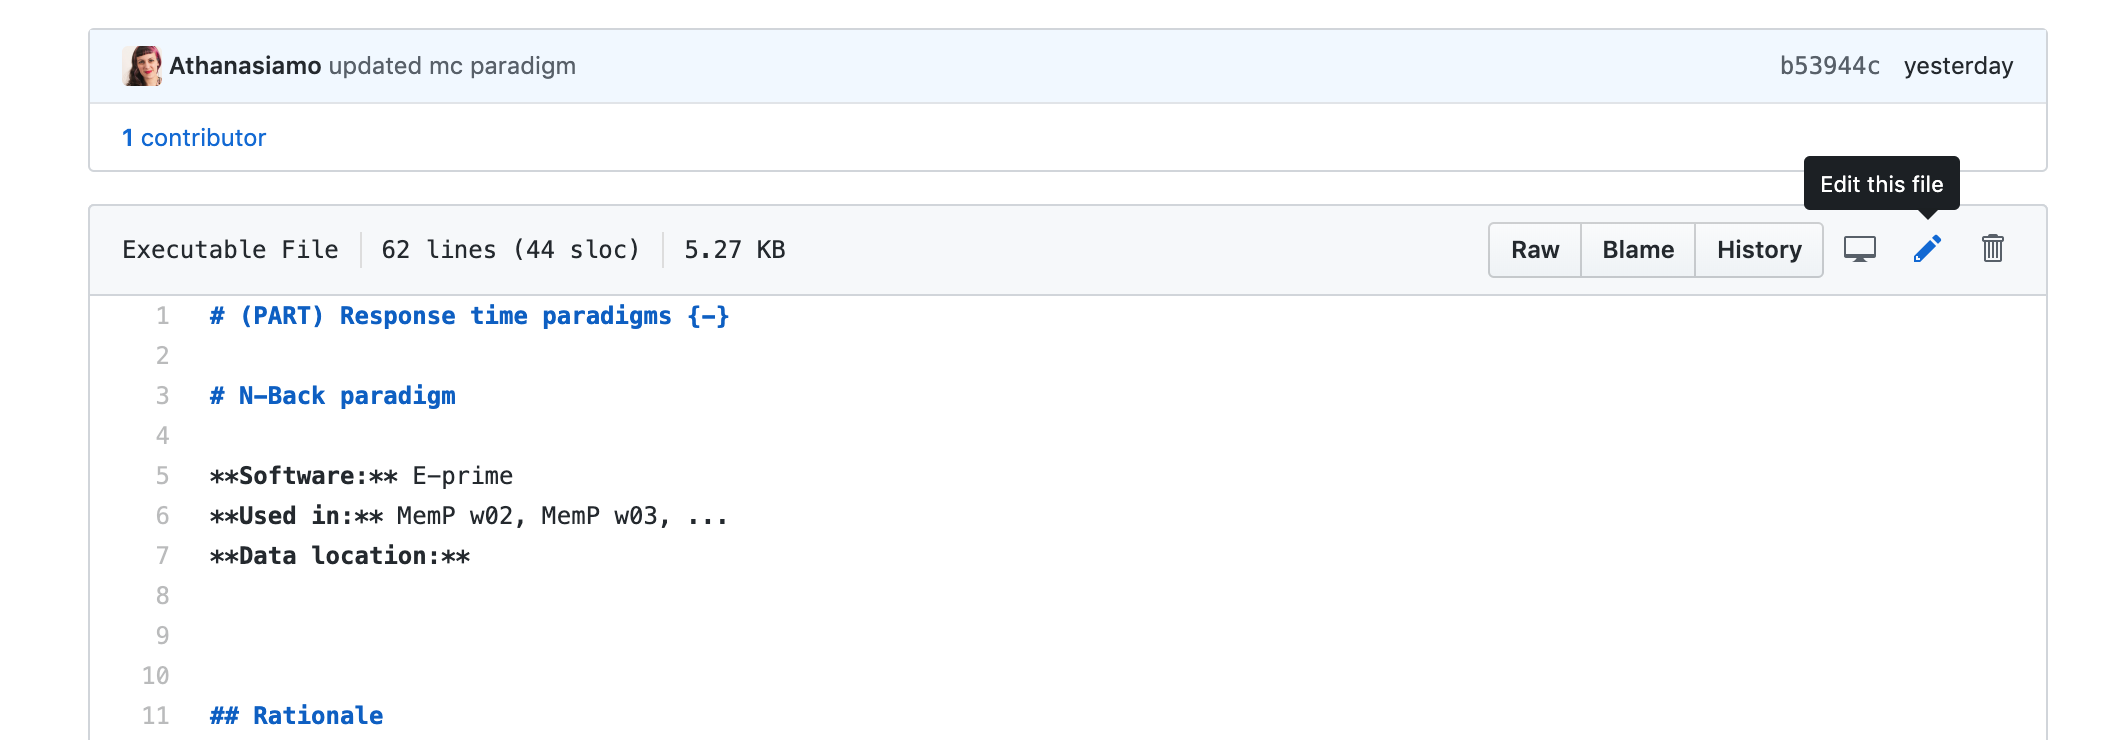 Athanasiamo updated mc paradigm b53944c yesterday
1 contributor
Edit this file
Executable File 62 lines (44 sloc) 5.27 KB Raw Blame History
1 # (PART) Response time paradigms {-}
2
3 # N-Back paradigm
4
5 **Software:** E-prime
6 **Used in:** MemP w02, MemP w03, ...
7 **Data location:**
8
9
10
11 ## Rationale